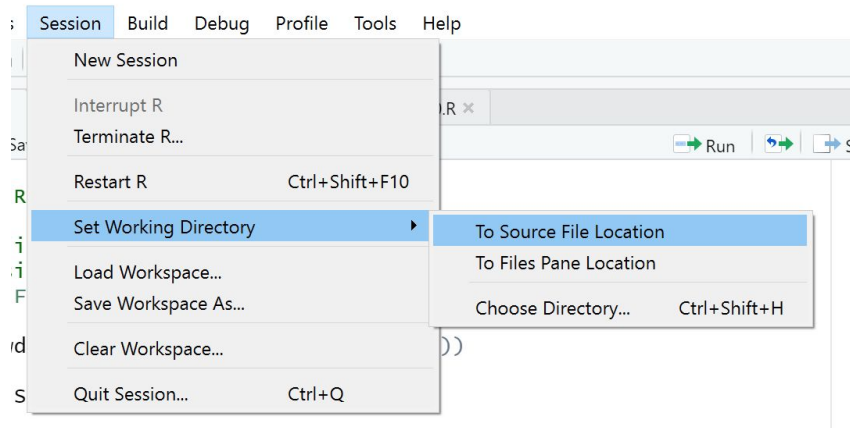 Session Build Debug Profile Tools Help
New Session
Interrupt R
.R
Terminate R...
Run
Restart R Ctrl+Shift+F10
R
Set Working Directory
To Source File Location
To Files Pane Location
Load Workspace...
Save Workspace As...
F
Choose Directory... Ctrl+Shift+H
Clear Workspace...
))
Quit Session... Ctrl+Q
S